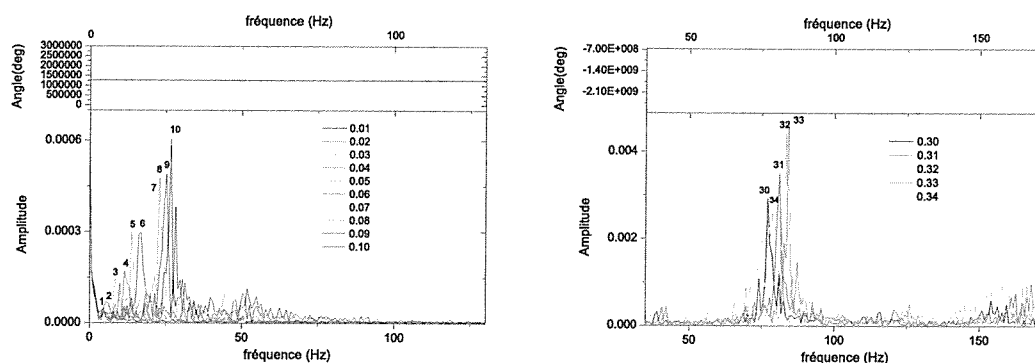 fréquence (Hz)
0 100
Angle(deg)
3000000
2500000
2000000
1500000
1000000
500000
0
Amplitude
0.0006
0.0003
0.0000
1 2 3 4 5 6 7 8 9 10
0.01
0.02
0.03
0.04
0.05
0.06
0.07
0.08
0.09
0.10
0 50 100
fréquence (Hz)
fréquence (Hz)
50 100 150
Angle(deg)
-7.00E+008
-1.40E+009
-2.10E+009
Amplitude
0.004
0.002
0.000
30 34 31 32 33
0.30
0.31
0.32
0.33
0.34
50 100 150
fréquence (Hz)